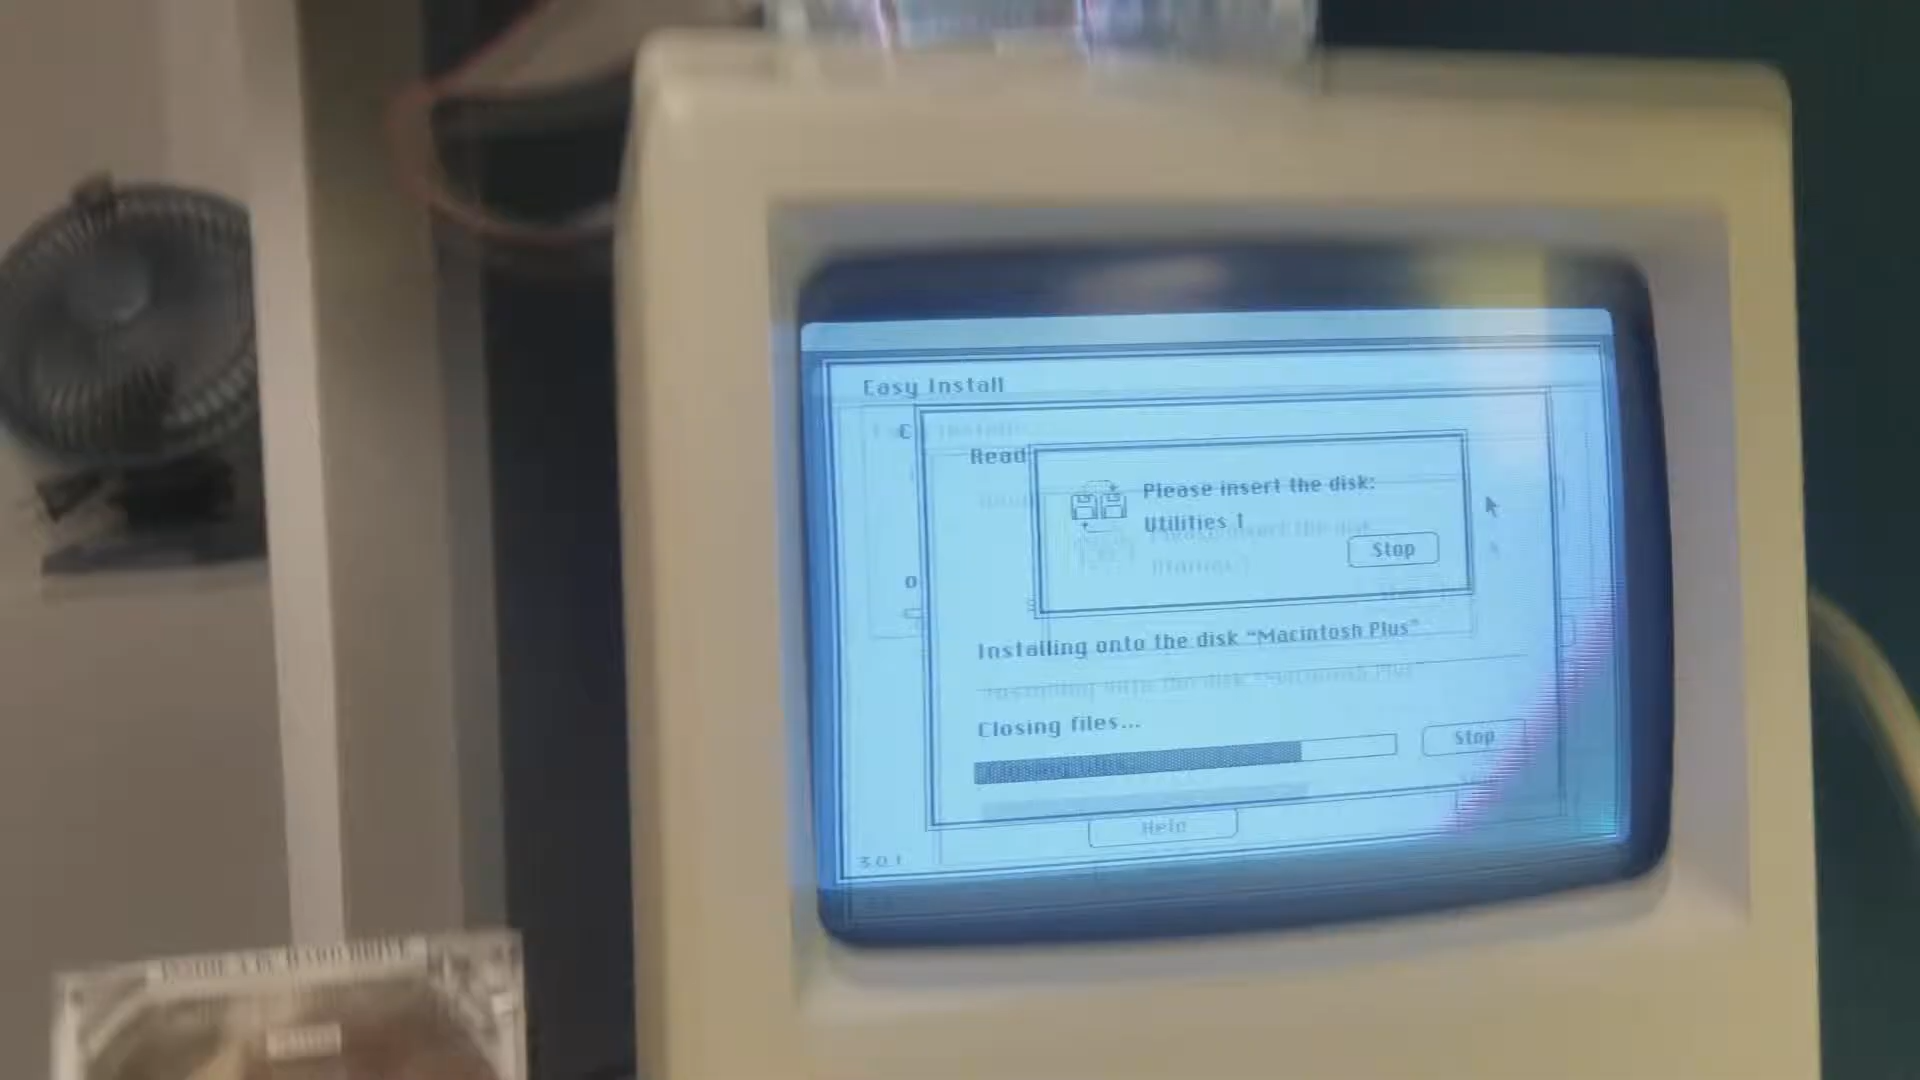 Easy Install
Read
Please insert the disk:
Utilities 1
Stop
Installing onto the disk “Macintosh Plus”
Closing files...
Stop
Help
3.0.1